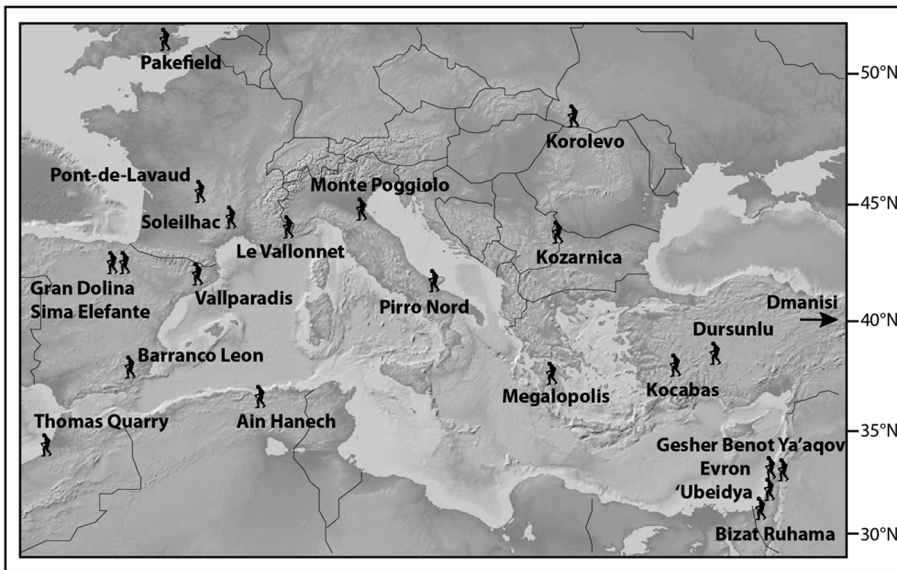 Pakefield
50°N
Korolevo
Pont-de-Lavaud
Monte Poggiolo
45°N
Soleilhac
Le Vallonnet
Kozarnica
Gran Dolina
Sima Elefante
Vallparadis
Pirro Nord
Dmanisi
40°N
Dursunlu
Barranco Leon
Kocabas
Megalopolis
Thomas Quarry
Ain Hanech
35°N
Gesher Benot Ya'aqov
Evron
‘Ubeidya
Bizat Ruhama
30°N